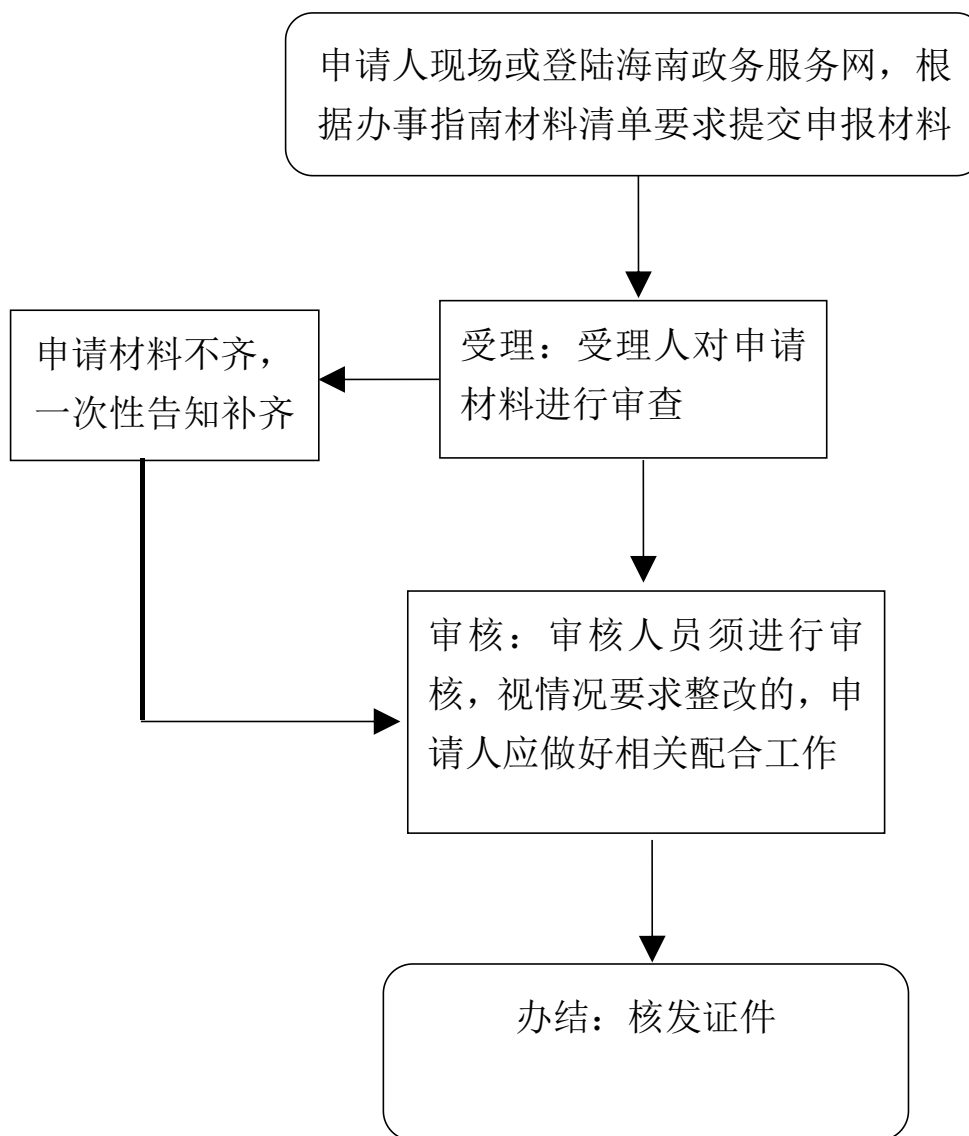 申请人现场或登陆海南政务服务网，根
据办事指南材料清单要求提交申报材料
申请材料不齐，
一次性告知补齐
受理：受理人对申请
材料进行审查
审核：审核人员须进行审
核，视情况要求整改的，申
请人应做好相关配合工作
办结：核发证件